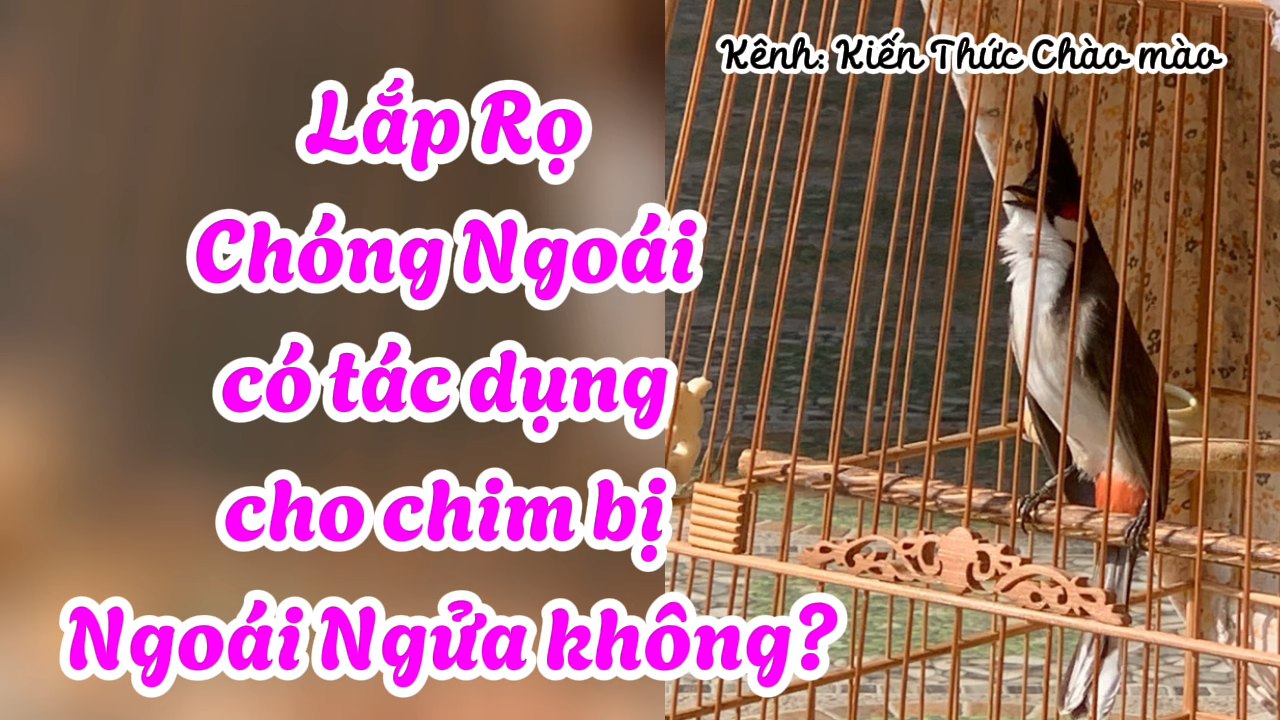 Kênh: Kiến Thức Chào mào
Lắp Rọ
Chóng Ngoái
có tác dụng
cho chim bị
Ngoái Ngửa không?